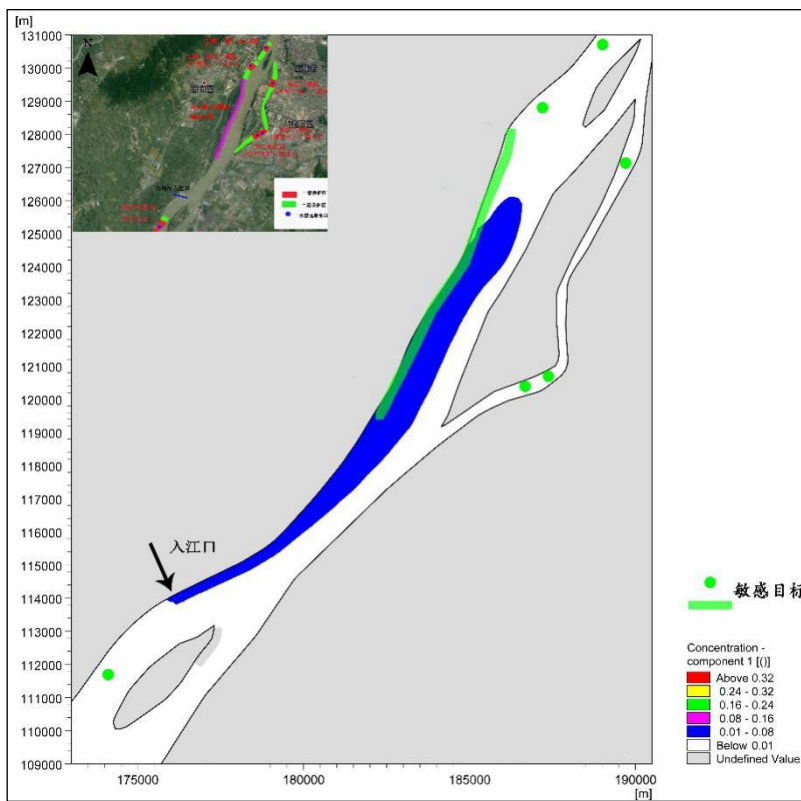 [m]
131000
130000
129000
128000
127000
126000
125000
124000
123000
122000
121000
120000
119000
118000
117000
116000
115000
114000
113000
112000
111000
110000
109000
175000
180000
185000
190000
[m]
N
入江口
敏感目标
Concentration -
component 1 [()]
Above 0.32
0.24 - 0.32
0.16 - 0.24
0.08 - 0.16
0.01 - 0.08
Below 0.01
Undefined Value